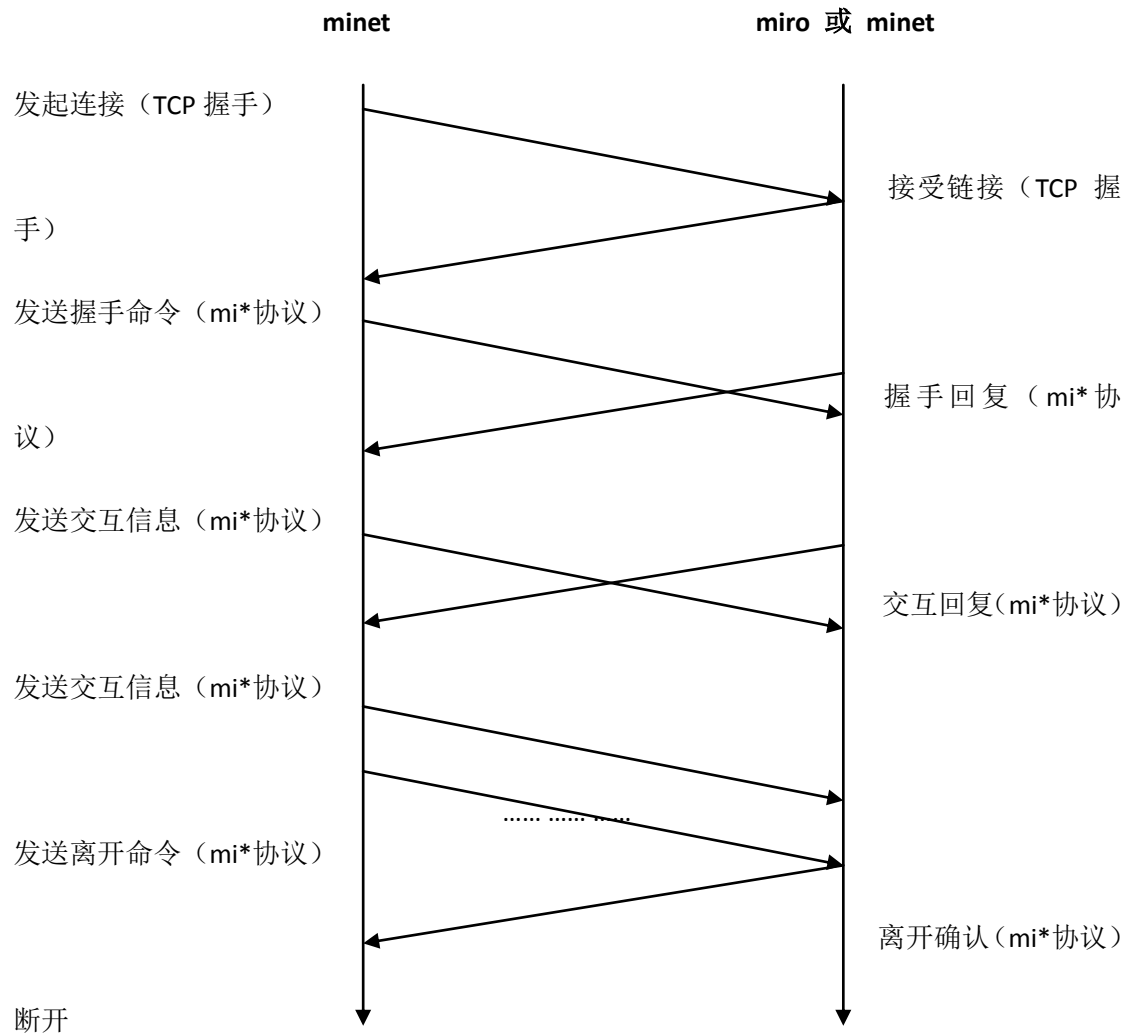 minet miro 或 minet
发起连接（TCP 握手）
接受链接（TCP 握
手）
发送握手命令（mi*协议）
握手回复（mi*协
议）
发送交互信息（mi*协议）
交互回复(mi*协议）
发送交互信息（mi*协议）
…… …… ……
发送离开命令（mi*协议）
离开确认(mi*协议）
断开